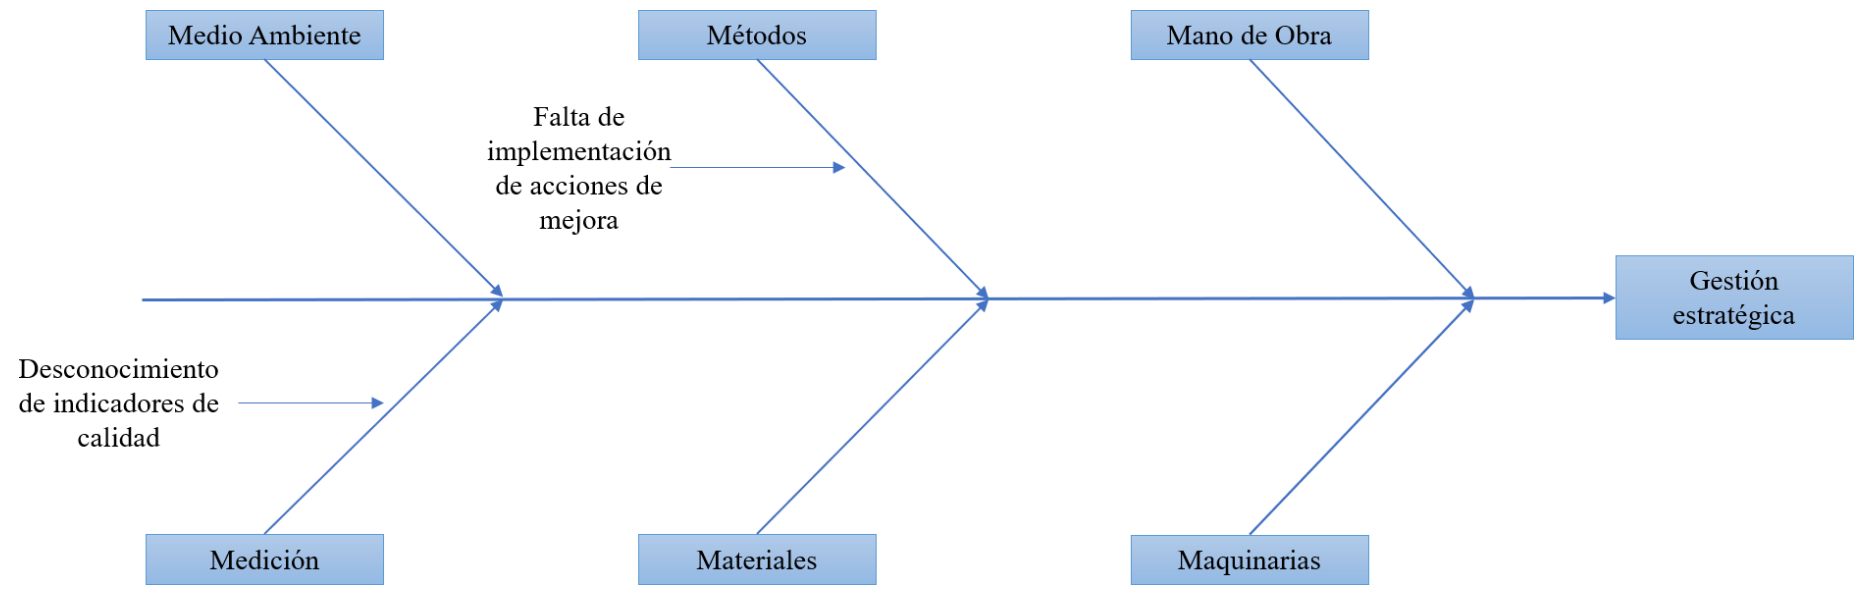 Medio Ambiente
Métodos
Mano de Obra
Falta de
implementación
de acciones de
mejora
Gestión
estratégica
Desconocimiento
de indicadores de
calidad
Medición
Materiales
Maquinarias